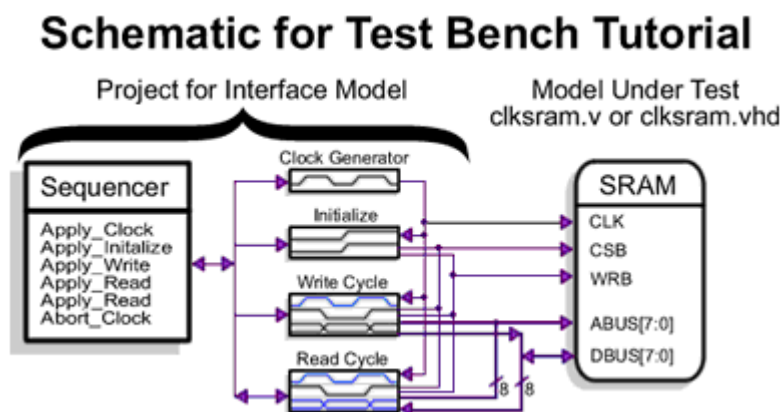 Schematic for Test Bench Tutorial
Project for Interface Model
Model Under Test
clksram.v or clksram.vhd
Sequencer
Apply_Clock
Apply_Initalize
Apply_Write
Apply_Read
Apply_Read
Abort_Clock
Clock Generator
Initialize
Write Cycle
Read Cycle
8
8
SRAM
CLK
CSB
WRB
ABUS[7:0]
DBUS[7:0]